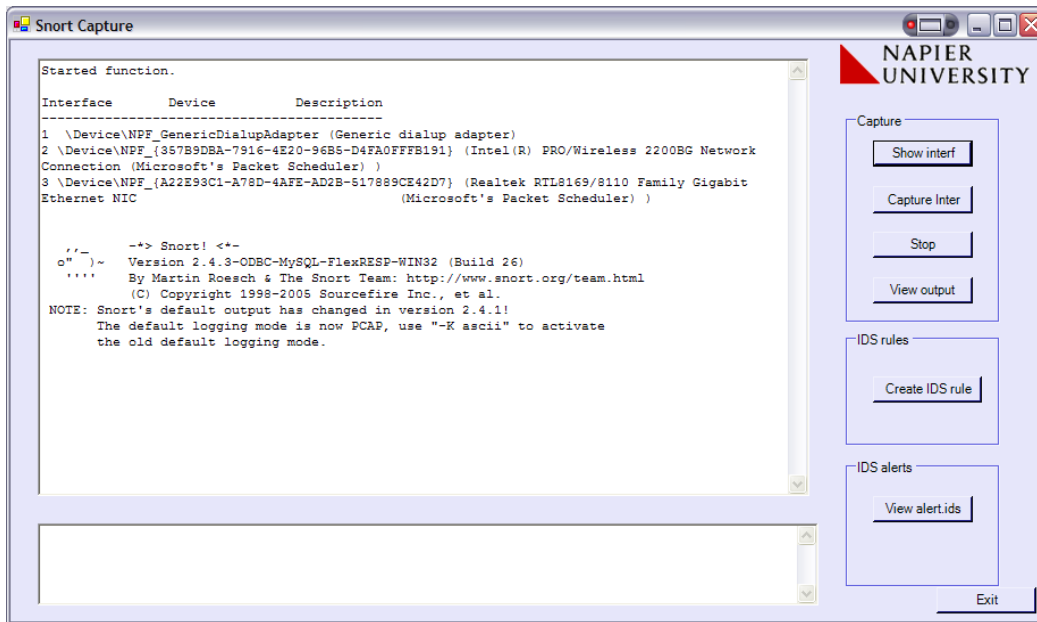 Snort Capture
NAPIER
UNIVERSITY
Started function.
Interface Device Description
--------------------------------------------
1 \Device\NPF_GenericDialupAdapter (Generic dialup adapter)
2 \Device\NPF_{357B9DBA-7916-4E20-96B5-D4FA0FFFB191} (Intel(R) PRO/Wireless 2200BG Network
Connection (Microsoft's Packet Scheduler) )
3 \Device\NPF_{A22E93C1-A78D-4AFE-AD2B-517889CE42D7} (Realtek RTL8169/8110 Family Gigabit
Ethernet NIC (Microsoft's Packet Scheduler) )
,,_ -*> Snort! <*-
o" )~ Version 2.4.3-ODBC-MySQL-FlexRESP-WIN32 (Build 26)
'''' By Martin Roesch & The Snort Team: http://www.snort.org/team.html
(C) Copyright 1998-2005 Sourcefire Inc., et al.
NOTE: Snort's default output has changed in version 2.4.1!
The default logging mode is now PCAP, use "-K ascii" to activate
the old default logging mode.
Capture
Show interf
Capture Inter
Stop
View output
IDS rules
Create IDS rule
IDS alerts
View alert.ids
Exit